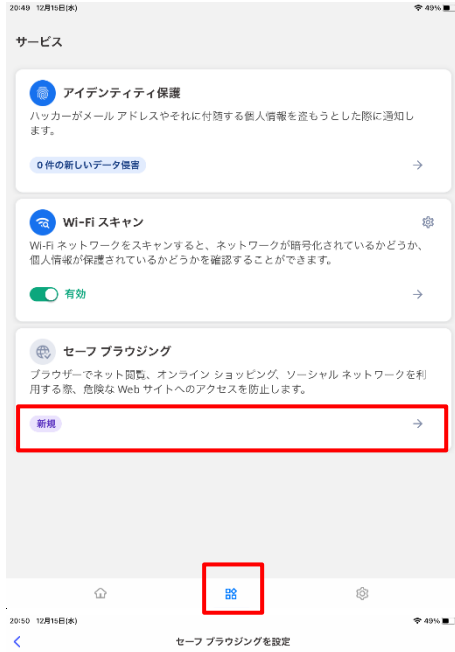 20:49 12月15日(水) 49%
サービス
アイデンティティ保護
ハッカーがメール アドレスやそれに付随する個人情報を盗もうとした際に通知し
ます。
0 件の新しいデータ侵害
Wi-Fi スキャン
Wi-Fi ネットワークをスキャンすると、ネットワークが暗号化されているかどうか、
個人情報が保護されているかどうかを確認することができます。
有効
セーフ ブラウジング
ブラウザーでネット閲覧、オンライン ショッピング、ソーシャル ネットワークを利
用する際、危険な Web サイトへのアクセスを防止します。
新規
20:50 12月15日(水) 49%
セーフ ブラウジングを設定